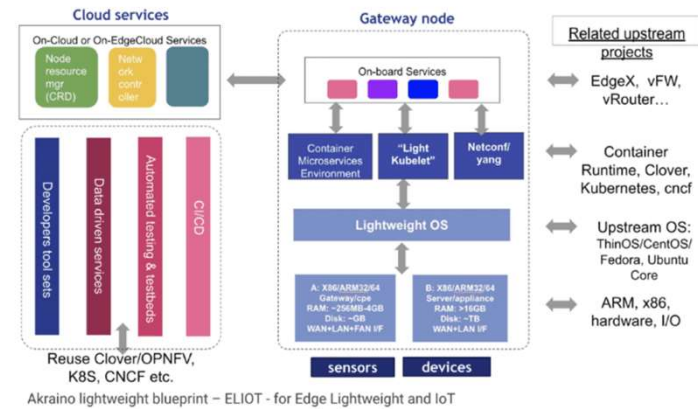 Cloud services
On-Cloud or On-EdgeCloud Services
Node
resource
mgr
(CRD)
Netw
ork
contr
oller
Developers tool sets
Data driven services
Automated testing & testbeds
CI/CD
Reuse Clover/OPNFV,
K8S, CNCF etc.
Gateway node
On-board Services
Container
Microservices
Environment
"Light
Kubelet"
Netconf/
yang
Lightweight OS
A: X86/ARM32/64
Gateway/cpe
RAM: ~256MB-4GB
Disk: ~GB
WAN+LAN+FAN I/F
B: X86/ARM32/64
Server/appliance
RAM: >16GB
Disk: ~TB
WAN+LAN I/F
sensors
devices
Related upstream
projects
EdgeX, vFW,
vRouter...
Container
Runtime, Clover,
Kubernetes, cncf
Upstream OS:
ThinOS/CentOS/
Fedora, Ubuntu
Core
ARM, x86,
hardware, I/O
Akraino lightweight blueprint – ELIOT - for Edge Lightweight and IoT